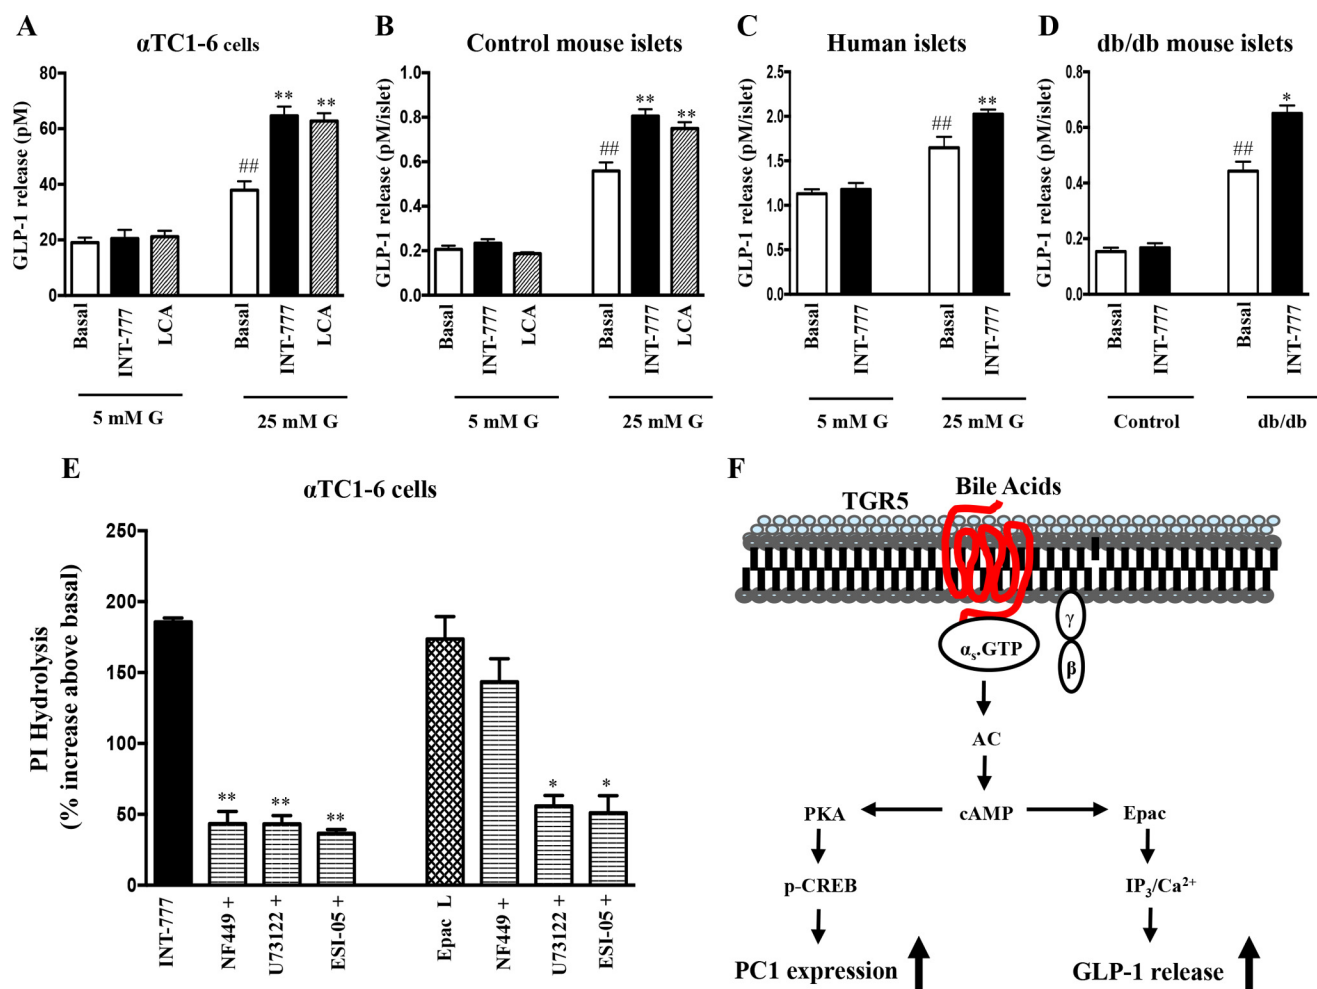 A
αTC1-6 cells
GLP-1 release (pM)
80
60
40
20
0
##
**
**
Basal
INT-777
LCA
Basal
INT-777
LCA
5 mM G
25 mM G
B
Control mouse islets
GLP-1 release (pM/islet)
1.0
0.8
0.6
0.4
0.2
0.0
##
**
**
Basal
INT-777
LCA
Basal
INT-777
LCA
5 mM G
25 mM G
C
Human islets
GLP-1 release (pM/islet)
2.5
2.0
1.5
1.0
0.5
0.0
##
**
Basal
INT-777
Basal
INT-777
5 mM G
25 mM G
D
db/db mouse islets
GLP-1 release (pM/islet)
0.8
0.6
0.4
0.2
0.0
##
*
Basal
INT-777
Basal
INT-777
Control
db/db
E
αTC1-6 cells
PI Hydrolysis
(% increase above basal)
250
200
150
100
50
0
**
**
**
*
*
INT-777
NF449 +
U73122 +
ESI-05 +
Epac L
NF449 +
U73122 +
ESI-05 +
F
Bile Acids
TGR5
αs.GTP
γ
β
AC
PKA
cAMP
Epac
p-CREB
IP3/Ca2+
PC1 expression
GLP-1 release